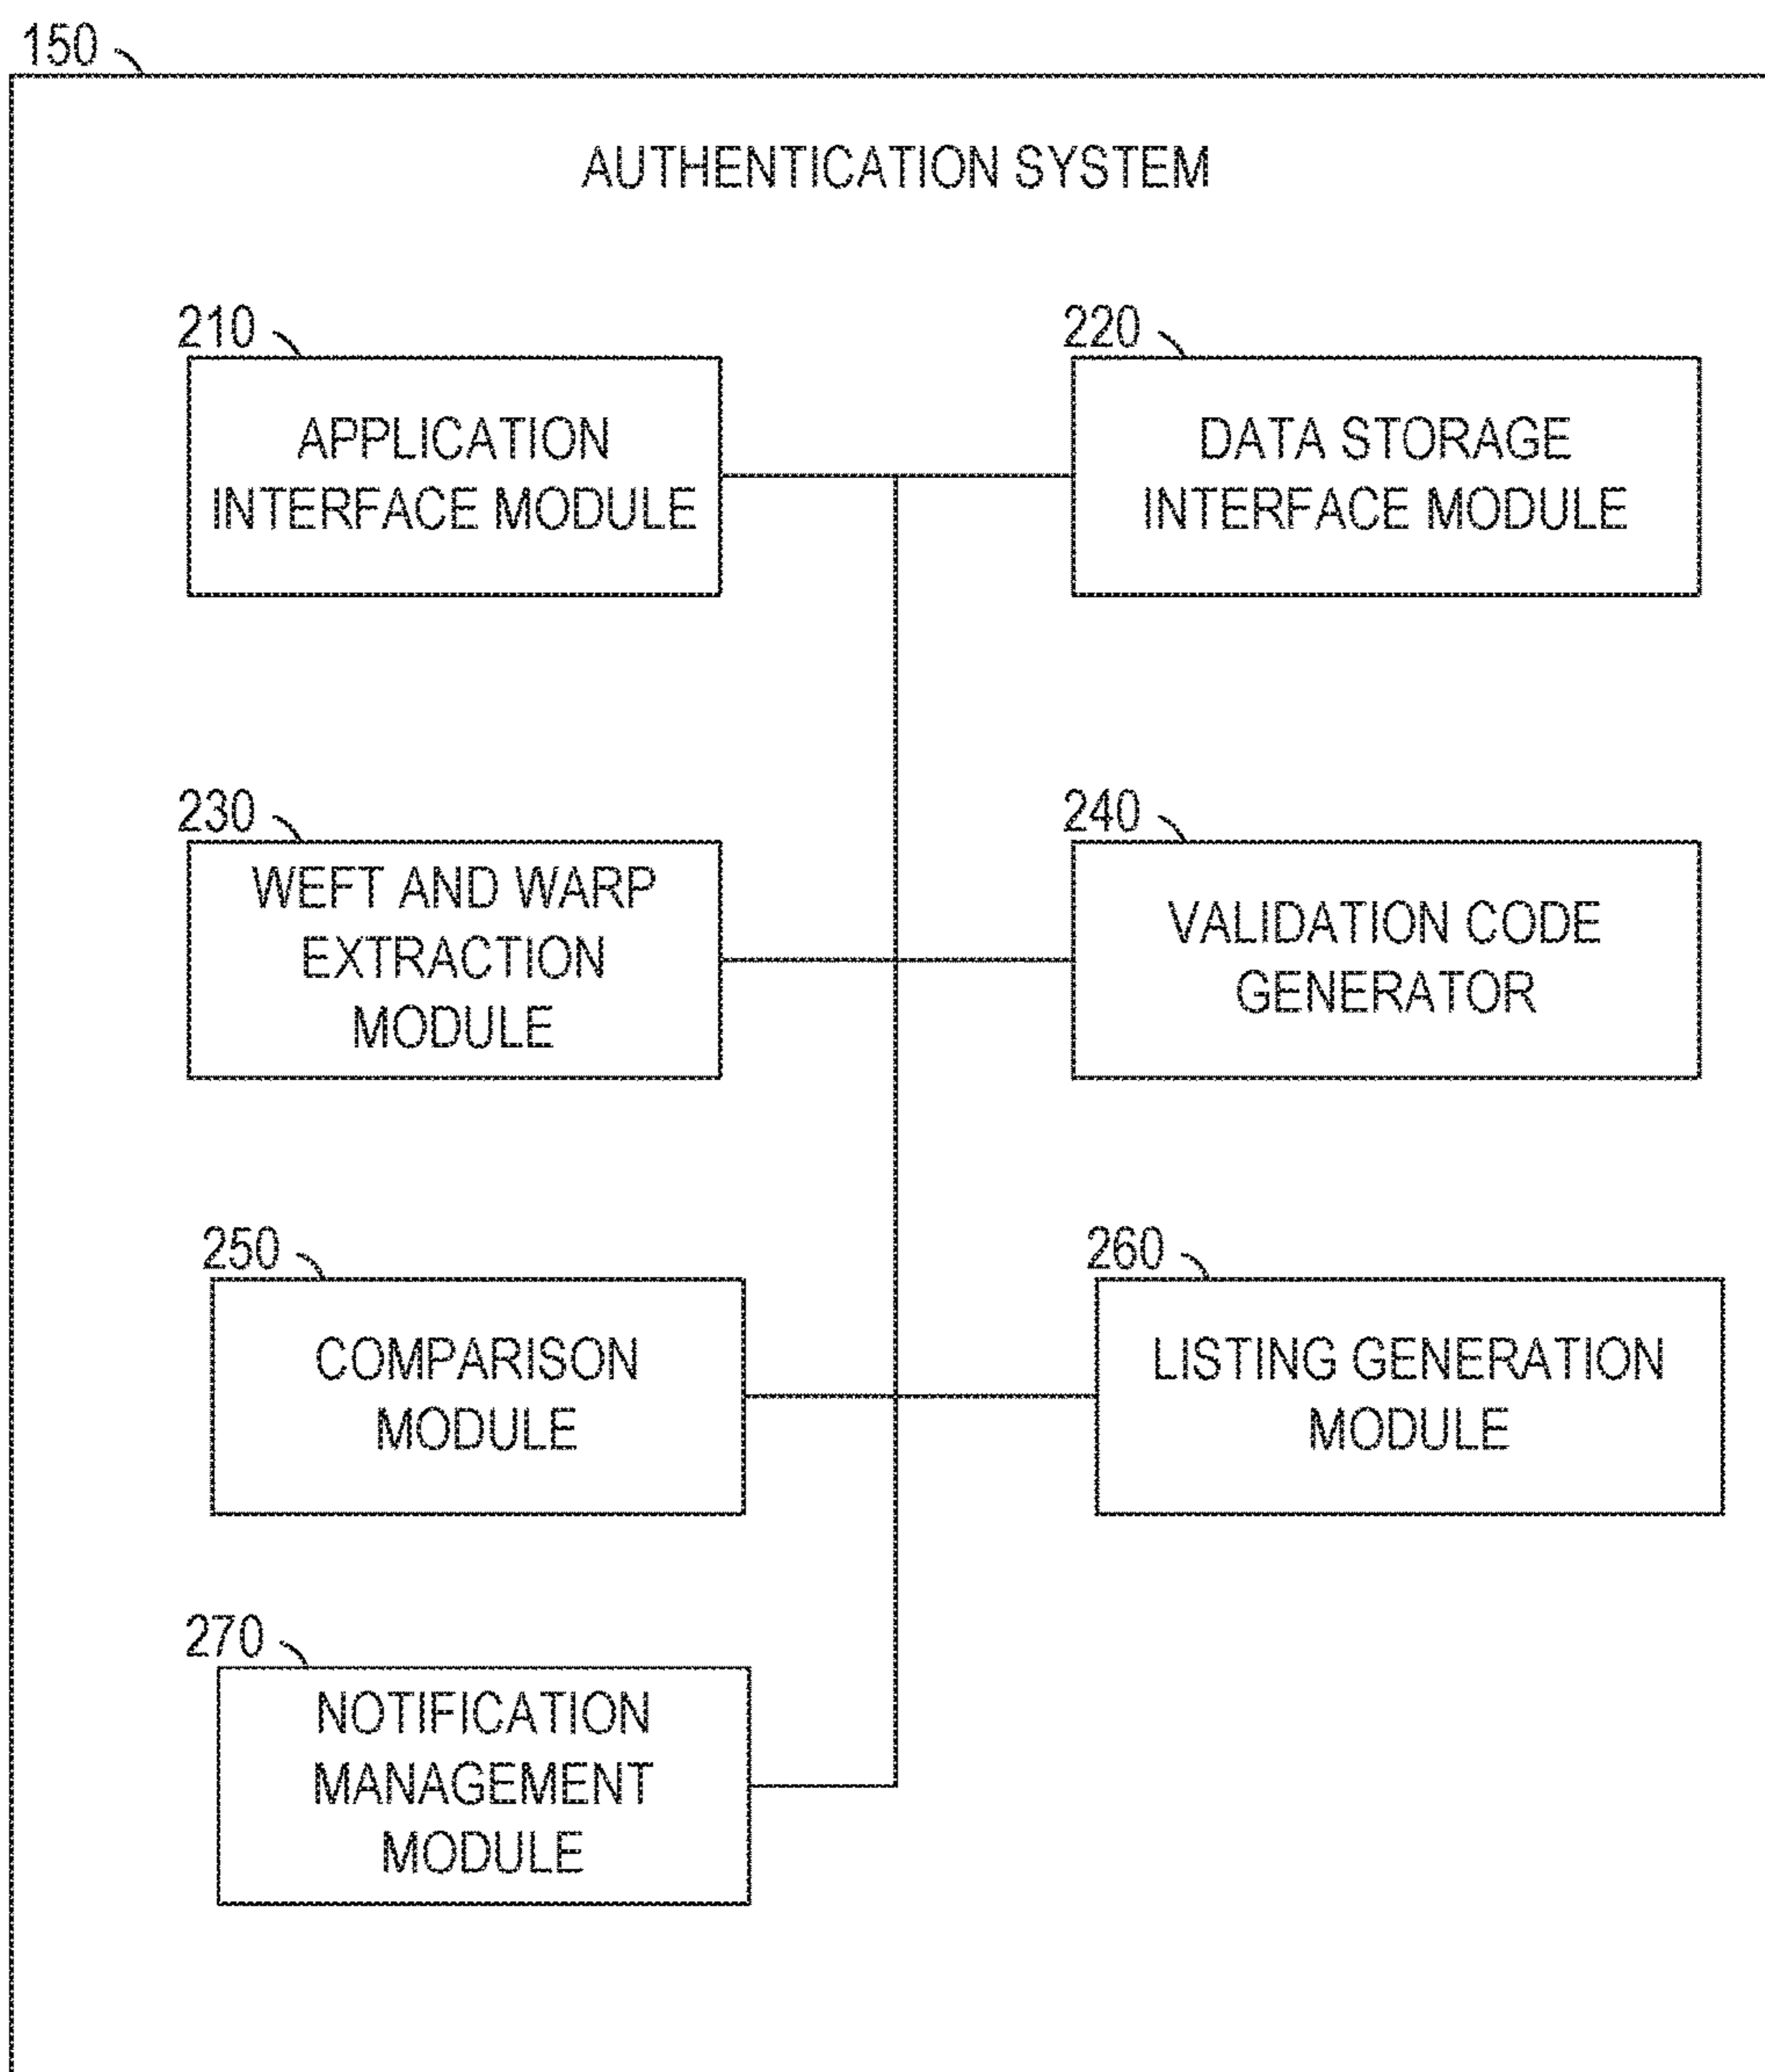 150
AUTHENTICATION SYSTEM
210
APPLICATION
INTERFACE MODULE
220
DATA STORAGE
INTERFACE MODULE
230
WEFT AND WARP
EXTRACTION
MODULE
240
VALIDATION CODE
GENERATOR
250
COMPARISON
MODULE
260
LISTING GENERATION
MODULE
270
NOTIFICATION
MANAGEMENT
MODULE